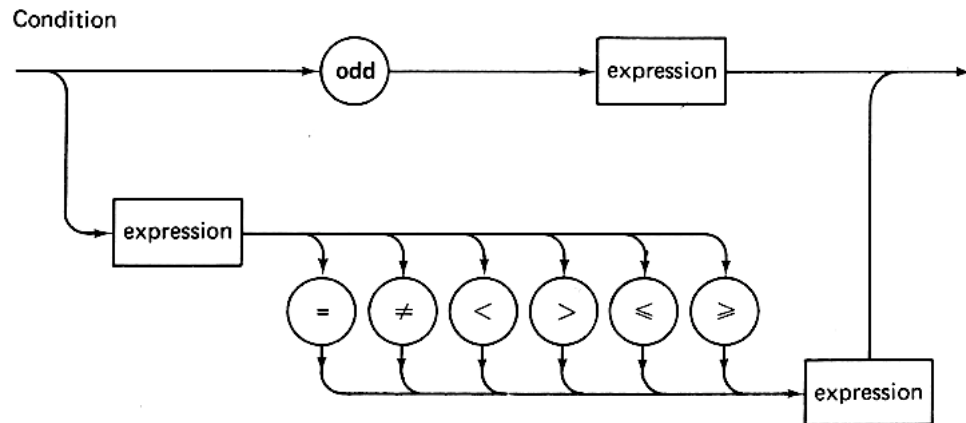 Condition
odd
expression
expression
= ≠ < > ⩽ ⩾
expression